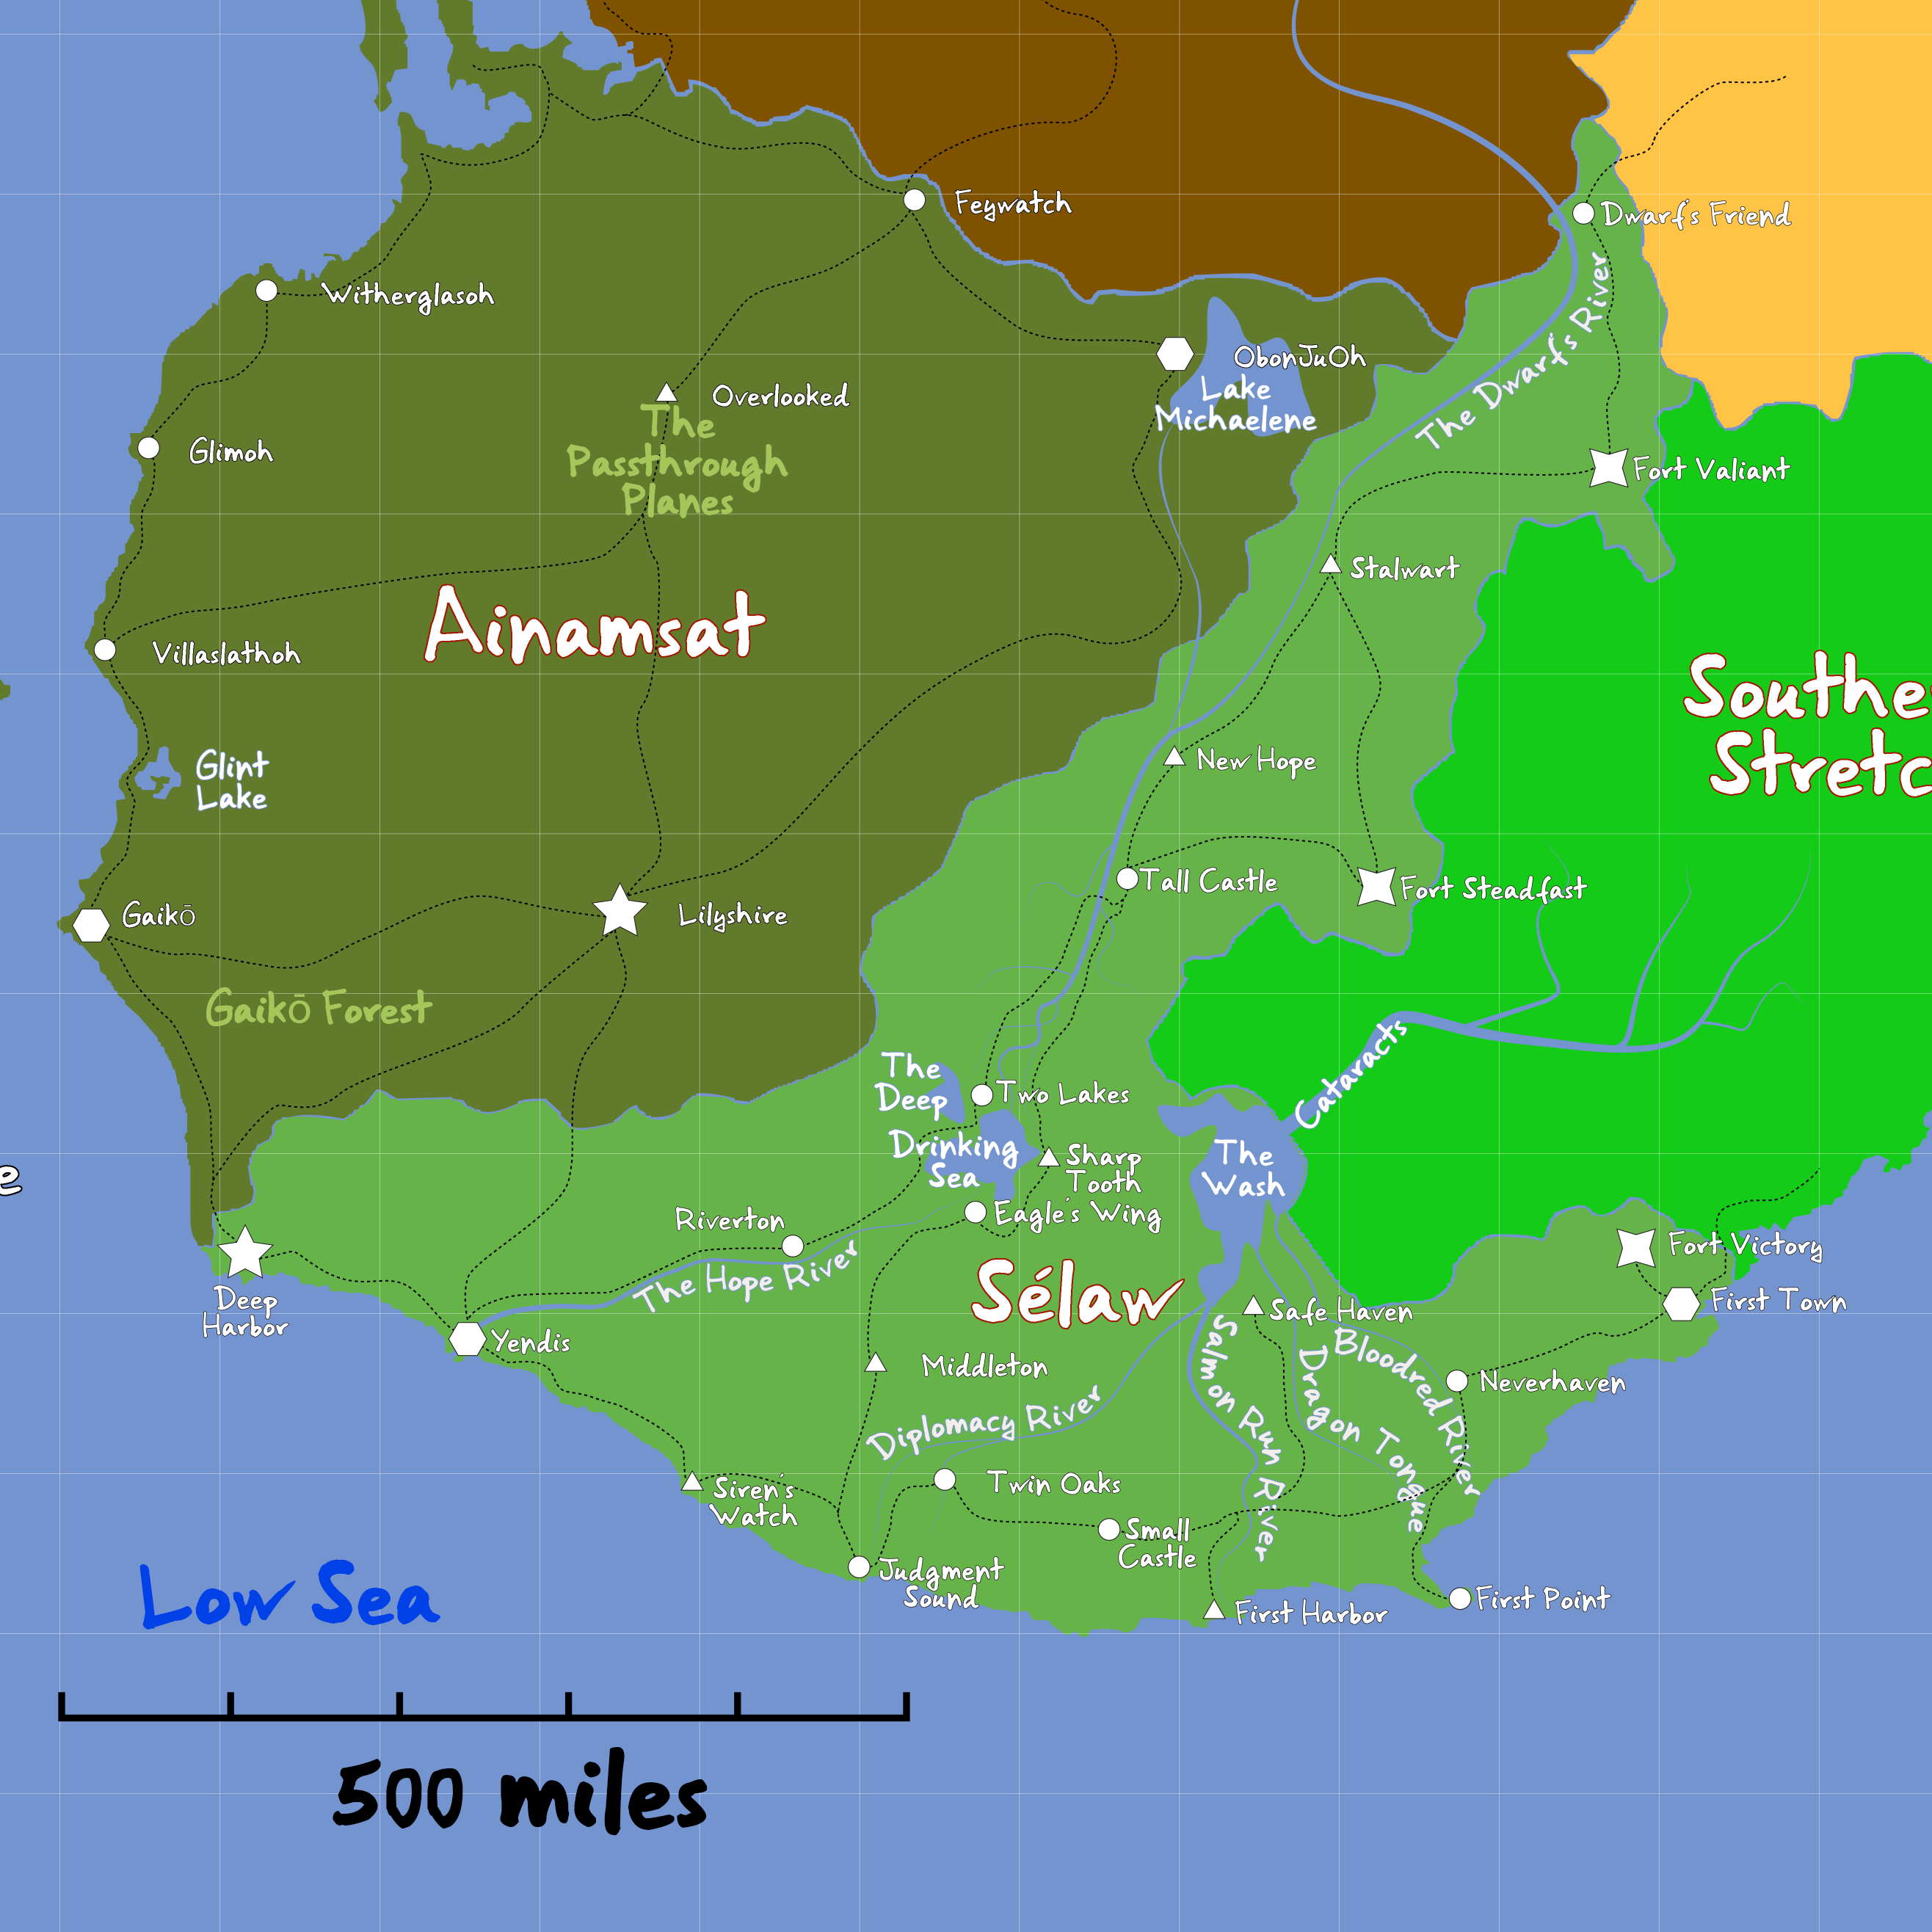 Feywatch
Dwarf's Friend
Witherglasoh
ObonJuOh
Lake
Michaelene
The Dwarf's River
Overlooked
The
Passthrough
Planes
Glimoh
Fort Valiant
Stalwart
Ainamsat
Villaslathoh
Southe
Stretc
Glint
Lake
New Hope
Tall Castle
Fort Steadfast
Gaikō
Lilyshire
Gaikō Forest
Cataracts
The
Deep
Two Lakes
Drinking
Sea
Sharp
Tooth
The
Wash
e
Riverton
Eagle's Wing
The Hope River
Sélaw
Fort Victory
First Town
Deep
Harbor
Yendis
Safe Haven
Salmon Run River
Dragon Tongue
Bloodred River
Middleton
Neverhaven
Diplomacy River
Siren's
Watch
Twin Oaks
Small
Castle
Judgment
Sound
First Harbor
First Point
Low Sea
500 miles